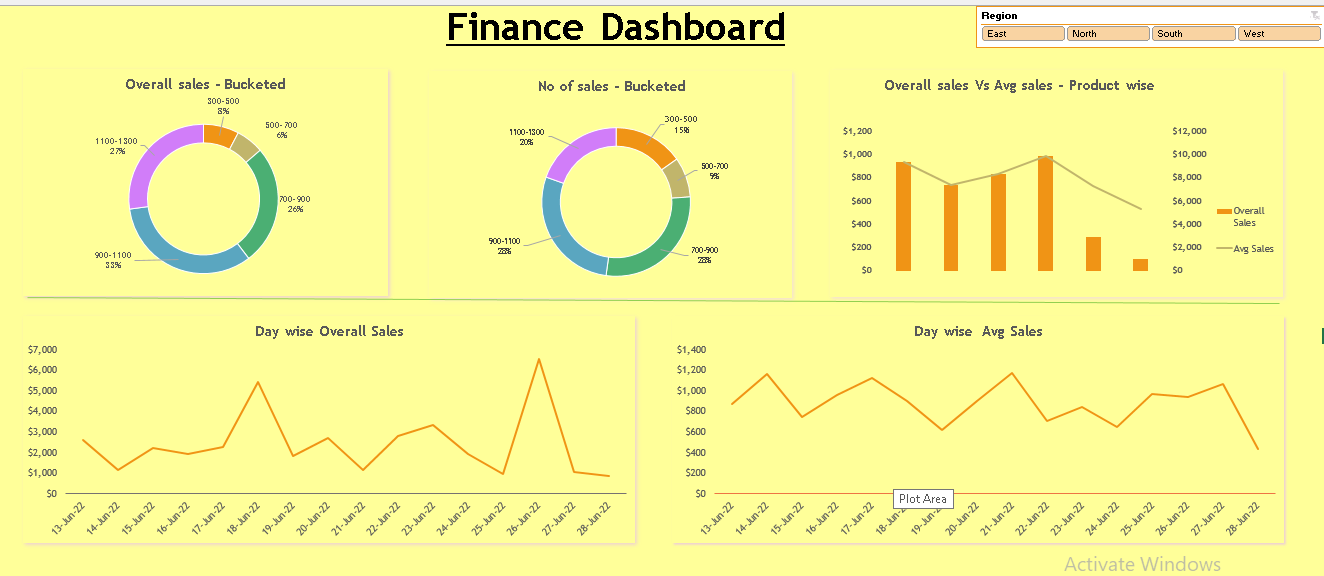 Finance Dashboard
Region
East
North
South
West
Overall sales - Bucketed
300-500
8%
500-700
6%
1100-1300
27%
700-900
26%
900-1100
33%
No of sales - Bucketed
300-500
15%
1100-1300
20%
500-700
9%
900-1100
28%
700-900
28%
Overall sales Vs Avg sales - Product wise
$1,200
$1,000
$800
$600
$400
$200
$0
$12,000
$10,000
$8,000
$6,000
$4,000
$2,000
$0
Overall
Sales
Avg Sales
Day wise Overall Sales
$7,000
$6,000
$5,000
$4,000
$3,000
$2,000
$1,000
$0
13-Jun-22
14-Jun-22
15-Jun-22
16-Jun-22
17-Jun-22
18-Jun-22
19-Jun-22
20-Jun-22
21-Jun-22
22-Jun-22
23-Jun-22
24-Jun-22
25-Jun-22
26-Jun-22
27-Jun-22
28-Jun-22
Day wise Avg Sales
$1,400
$1,200
$1,000
$800
$600
$400
$200
$0
Plot Area
13-Jun-22
14-Jun-22
15-Jun-22
16-Jun-22
17-Jun-22
20-Jun-22
21-Jun-22
22-Jun-22
23-Jun-22
24-Jun-22
25-Jun-22
26-Jun-22
27-Jun-22
28-Jun-22
Activate Windows